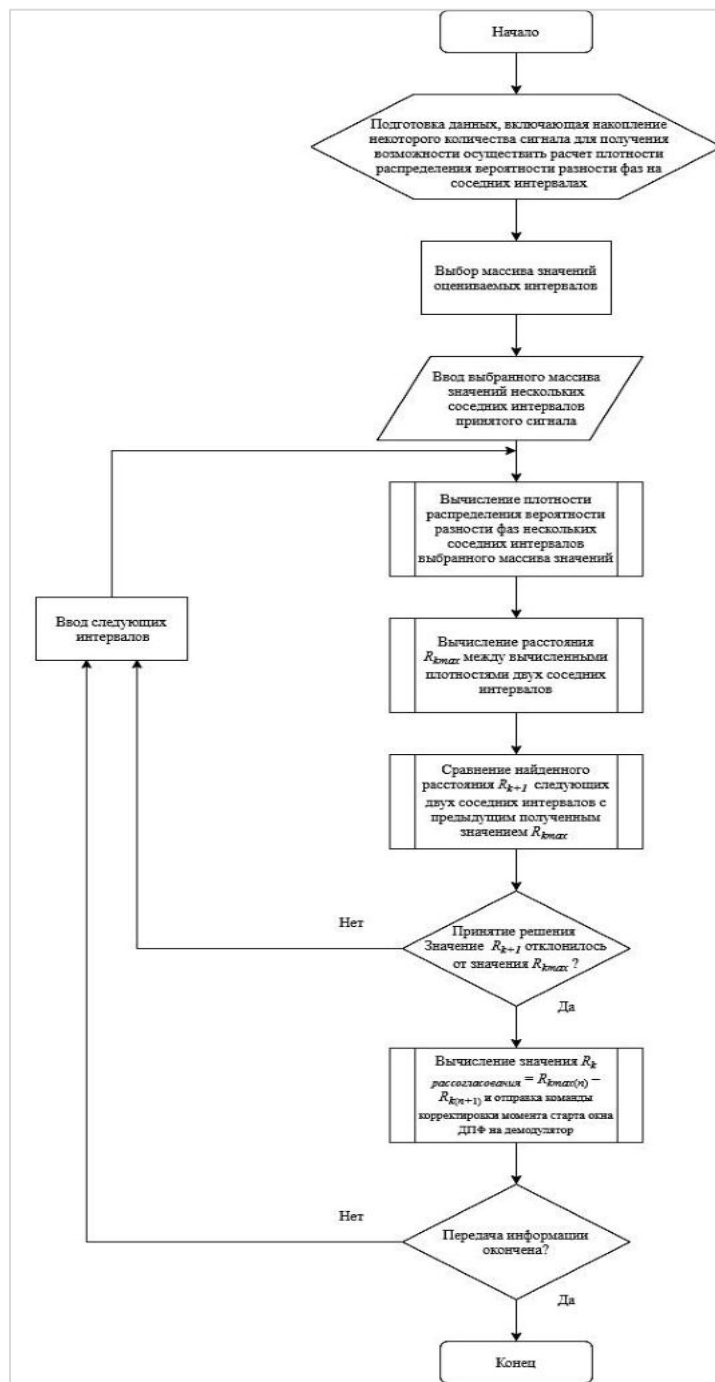 Начало
Подготовка данных, включающая накопление
некоторого количества сигнала для получения
возможности осуществить расчет плотности
распределения вероятности разности фаз на
соседних интервалах
Выбор массива значений
оцениваемых интервалов
Ввод выбранного массива
значений нескольких
соседних интервалов
принятого сигнала
Вычисление плотности
распределения вероятности
разности фаз нескольких
соседних интервалов
выбранного массива значений
Ввод следующих
интервалов
Вычисление расстояния
Rkmax между вычисленными
плотностями двух соседних
интервалов
Сравнение найденного
расстояния Rk+1 следующих
двух соседних интервалов с
предыдущим полученным
значением Rkmax
Нет
Принятие решения
Значение Rk+1 отклонилось
от значения Rkmax ?
Да
Вычисление значения Rk
рассогласования = Rkmax(n) –
Rk(n+1) и отправка команды
корректировки момента старта окна
ДПФ на демодулятор
Нет
Передача информации
окончена?
Да
Конец